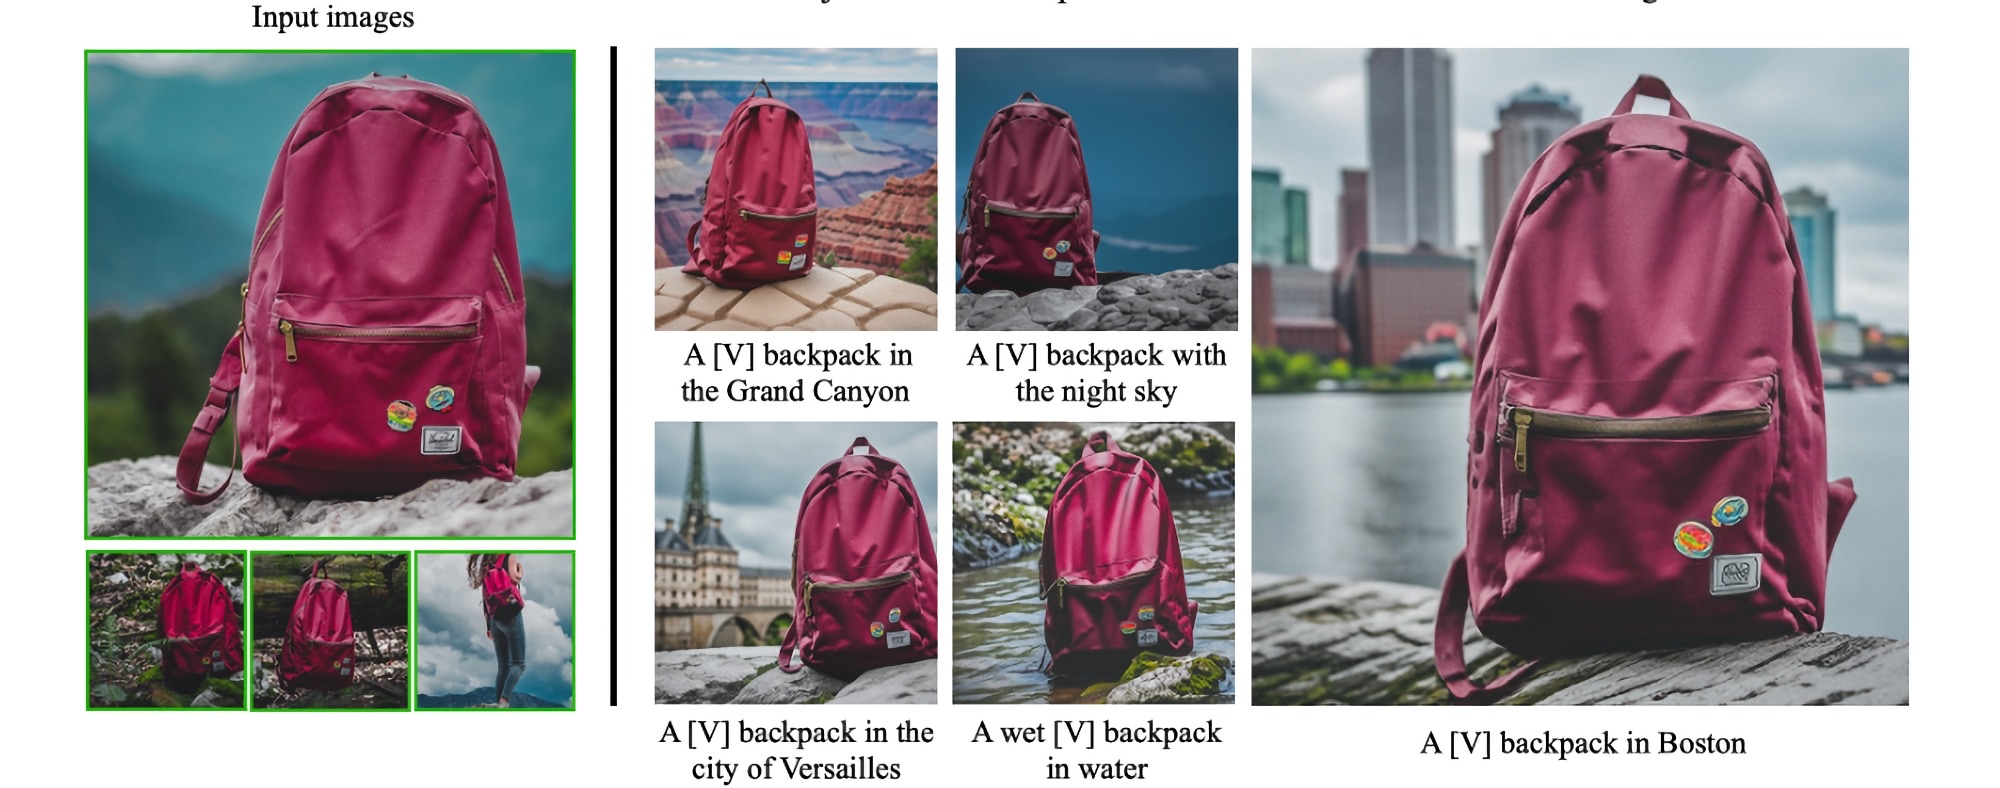 Input images
A [V] backpack in
the Grand Canyon
A [V] backpack with
the night sky
A [V] backpack in the
city of Versailles
A wet [V] backpack
in water
A [V] backpack in Boston